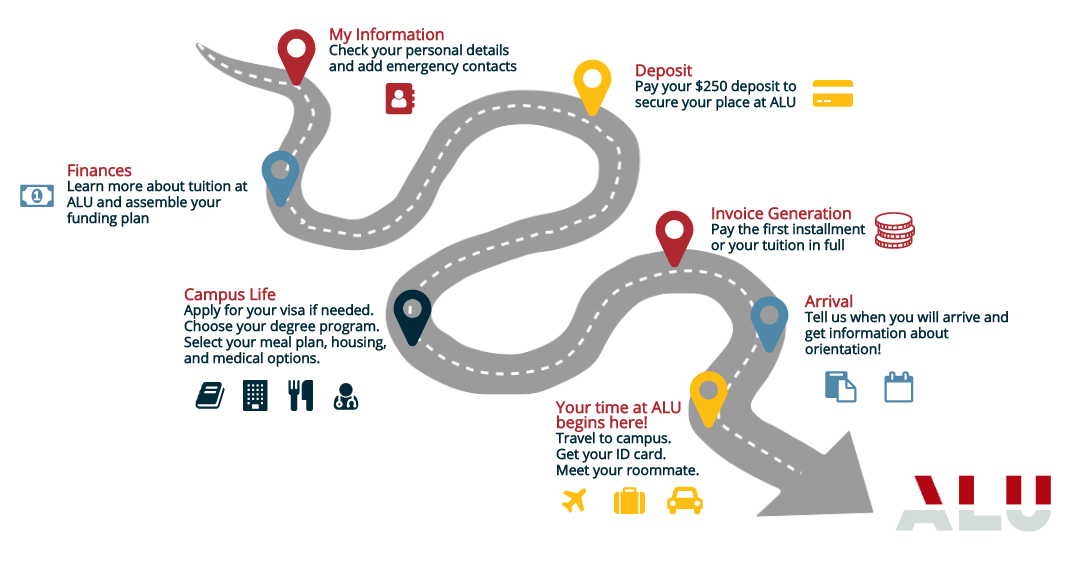 My Information
Check your personal details
and add emergency contacts
Deposit
Pay your $250 deposit to
secure your place at ALU
Finances
Learn more about tuition at
ALU and assemble your
funding plan
1
Invoice Generation
Pay the first installment
or your tuition in full
Campus Life
Apply for your visa if needed.
Choose your degree program.
Select your meal plan, housing,
and medical options.
Arrival
Tell us when you will arrive and
get information about
orientation!
Your time at ALU
begins here!
Travel to campus.
Get your ID card.
Meet your roommate.
ALU